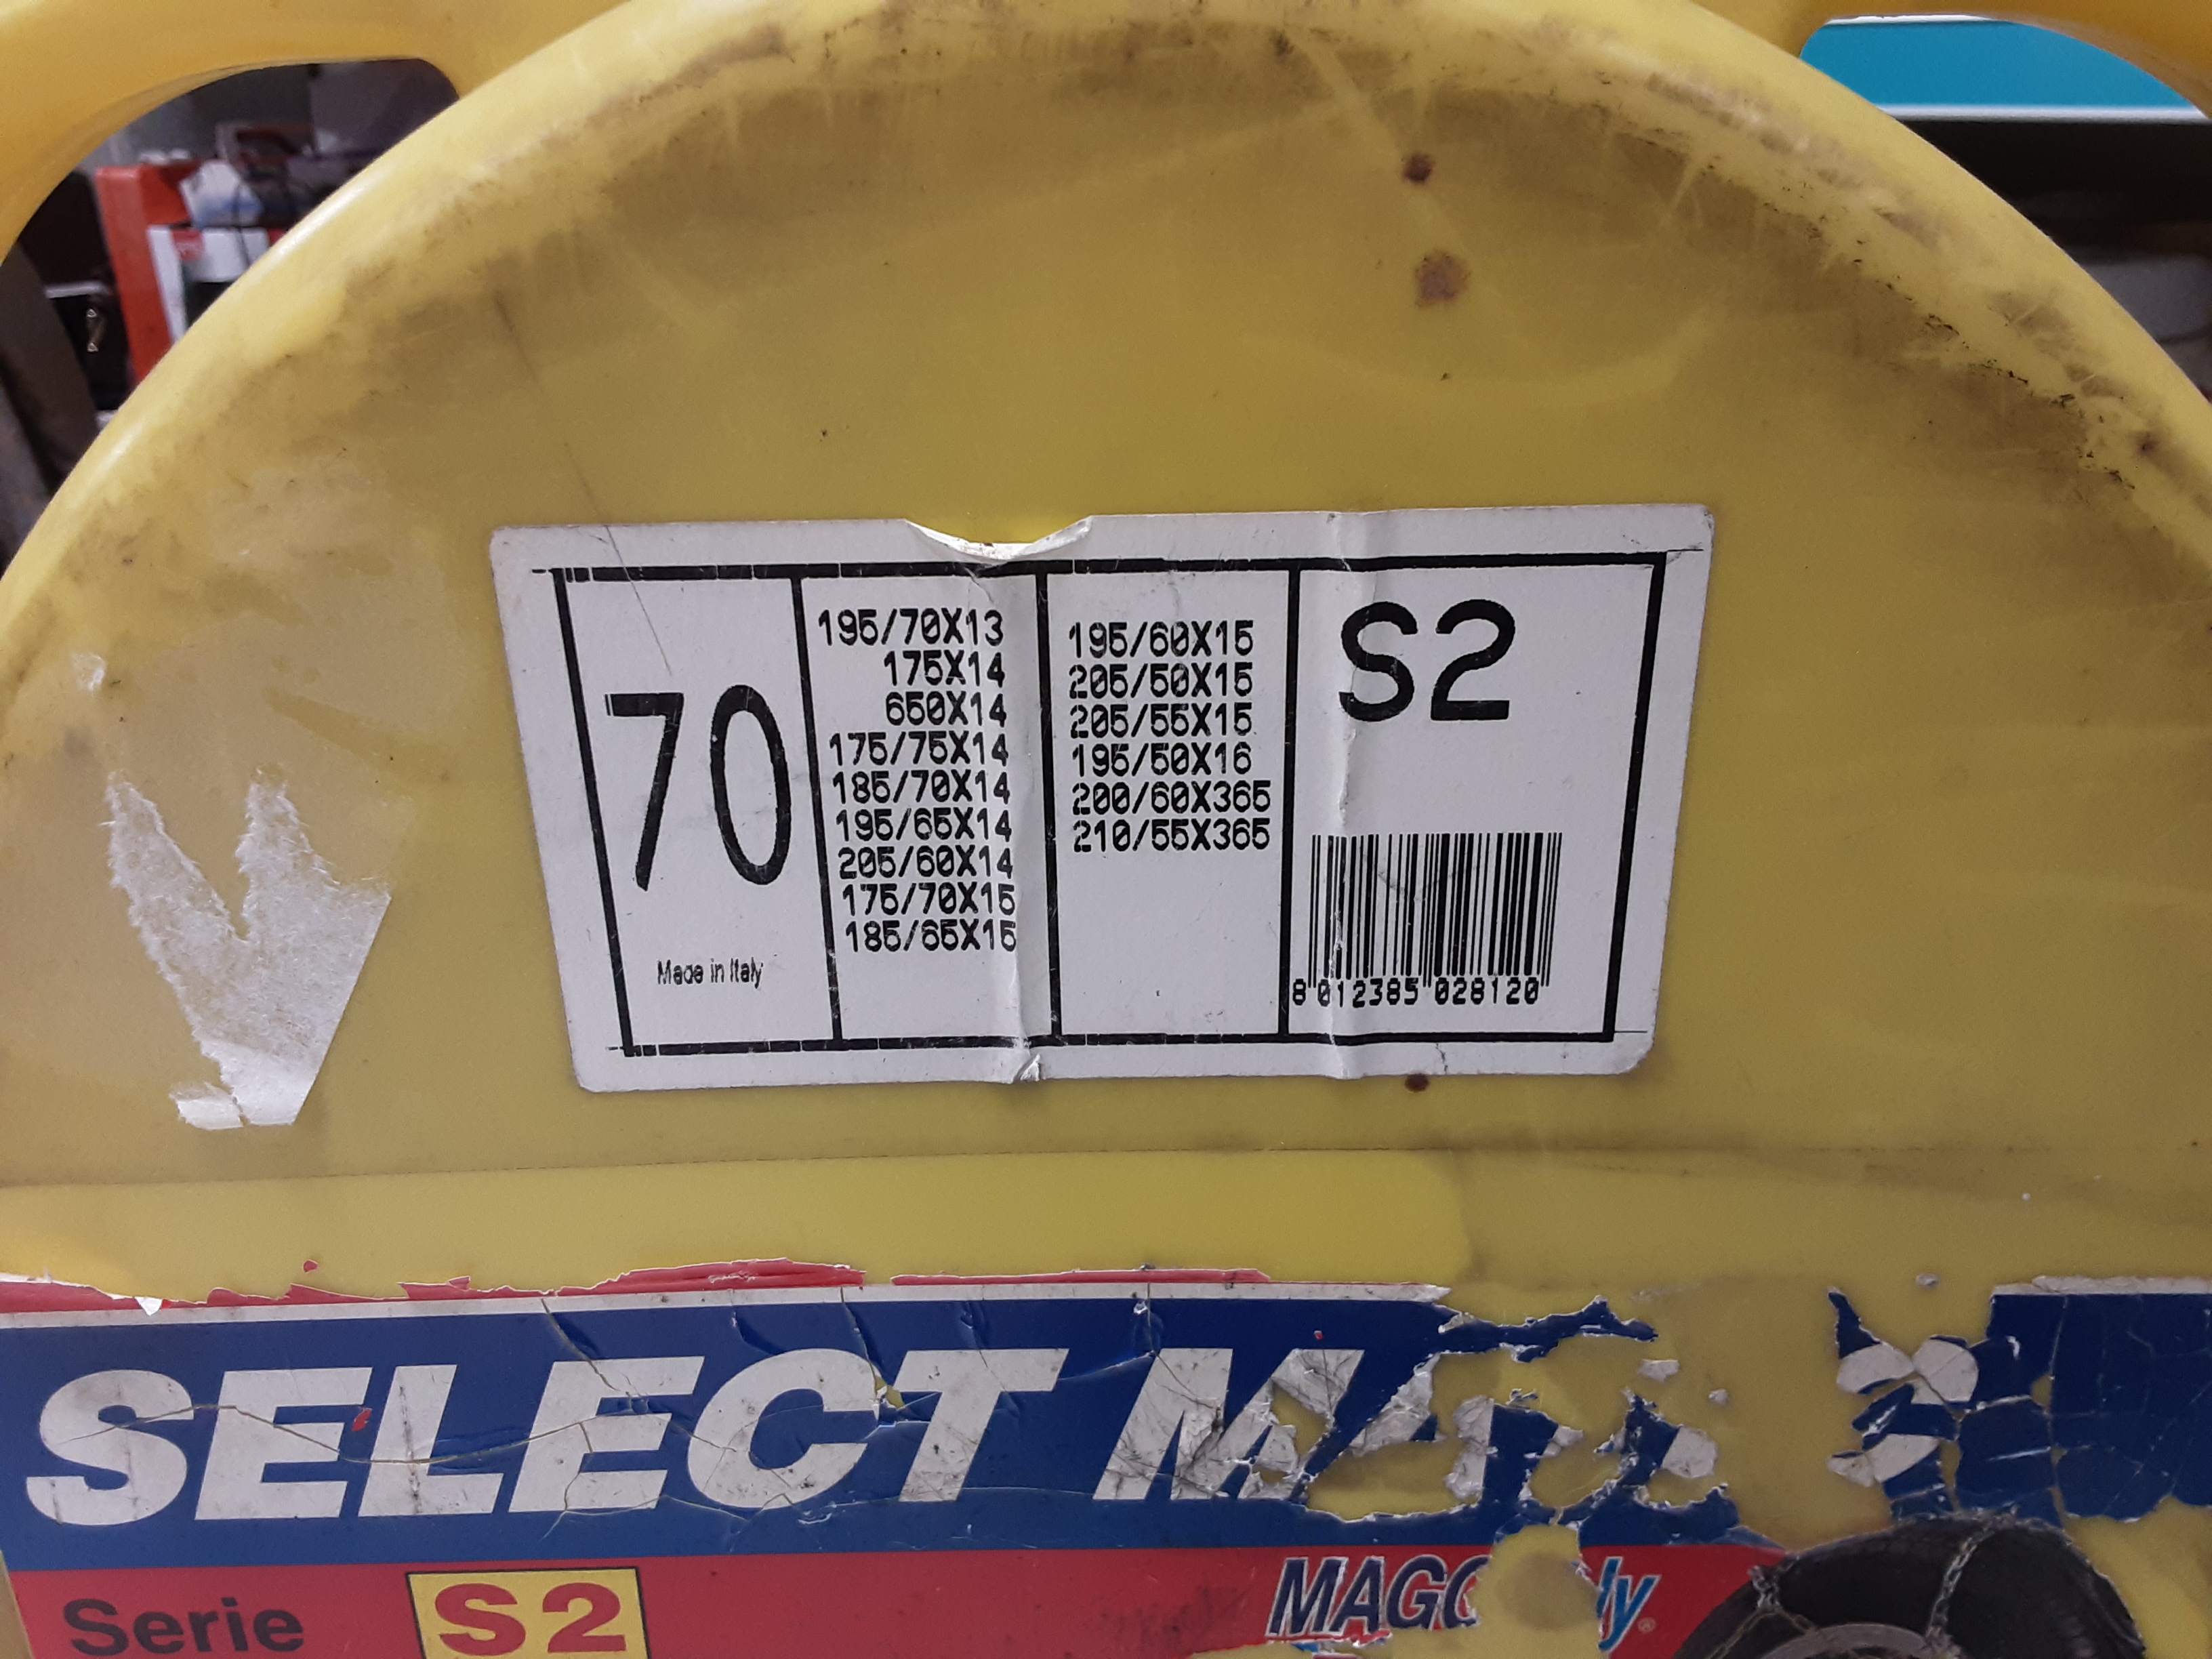 70
Made in Italy
195/70X13
175X14
650X14
175/75X14
185/70X14
195/65X14
205/60X14
175/70X15
185/65X15
195/60X15
205/50X15
205/55X15
195/50X16
200/60X365
210/55X365
S2
8 012385 028120
SELECT
Serie S2